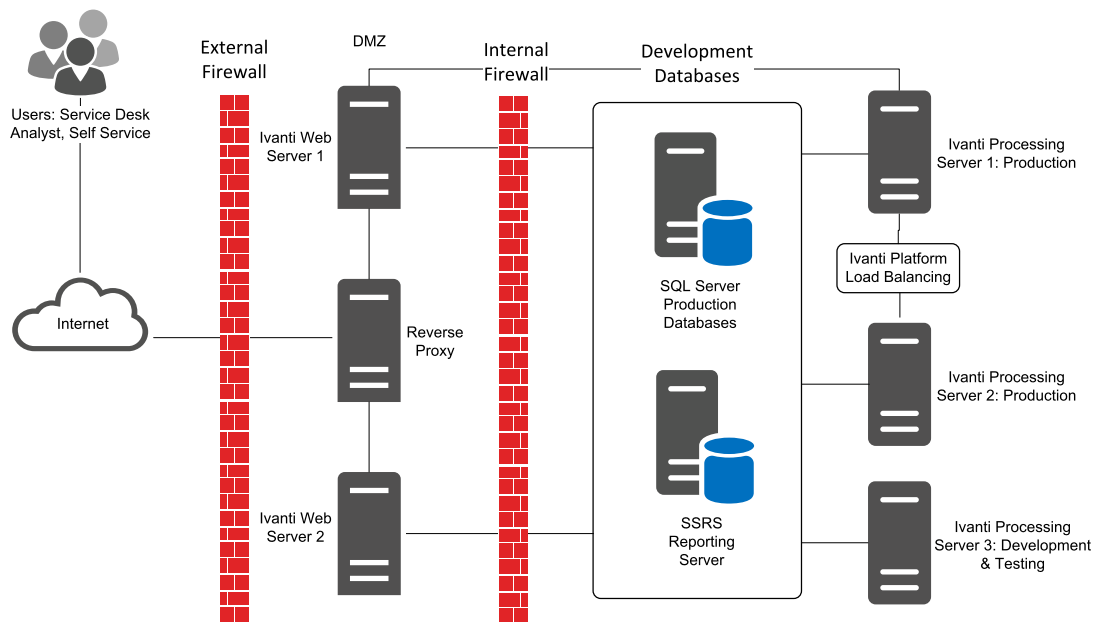 Users: Service Desk
Analyst, Self Service
Internet
External
Firewall
DMZ
Ivanti Web
Server 1
Reverse
Proxy
Ivanti Web
Server 2
Internal
Firewall
Development
Databases
SQL Server
Production
Databases
SSRS
Reporting
Server
Ivanti Processing
Server 1: Production
Ivanti Platform
Load Balancing
Ivanti Processing
Server 2: Production
Ivanti Processing
Server 3: Development
& Testing